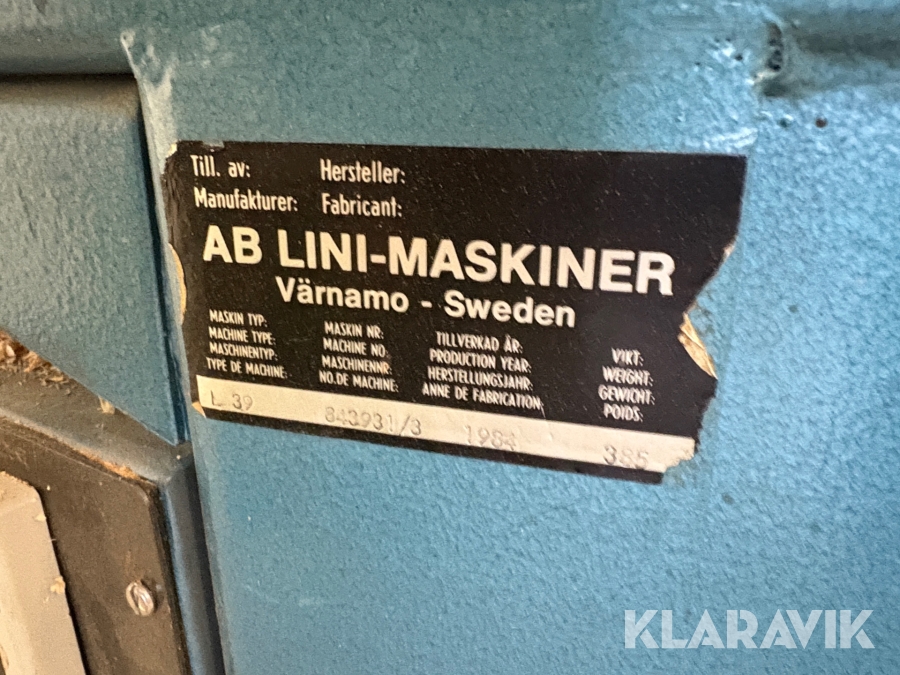 Till. av: Hersteller:
Manufakturer: Fabricant:
AB LINI-MASKINER
Värnamo - Sweden
MASKIN TYP: MASKIN NR: TILLVERKAD ÅR: VIKT:
MACHINE TYPE: MACHINE NO: PRODUCTION YEAR: WEIGHT:
MASCHINENTYP: MASCHINENNR: HERSTELLUNGSJAHR: GEWICHT:
TYPE DE MACHINE: NO.DE MACHINE: ANNE DE FABRICATION: POIDS:
L 39 843931/3 1984 385
KLARAVIK